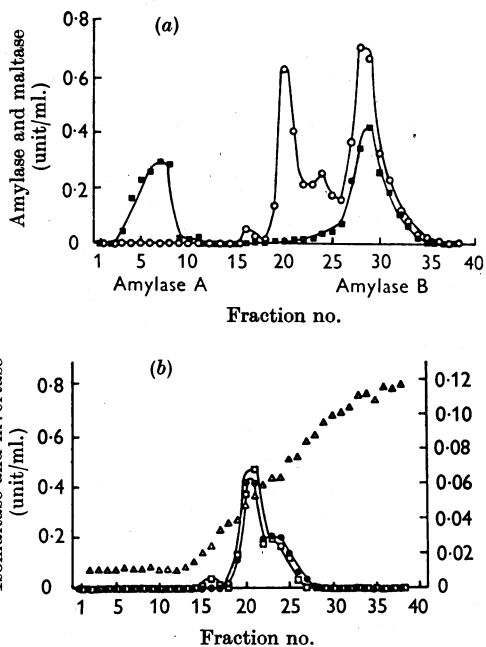 (a)
Amylase and maltase
(unit/ml.)
0·8
0·6
0·4
0·2
0
1 5 10 15 20 25 30 35 40
Amylase A Amylase B
Fraction no.
(b)
(unit/ml.)
0·8
0·6
0·4
0·2
0
0·12
0·10
0·08
0·06
0·04
0·02
0
1 5 10 15 20 25 30 35 40
Fraction no.